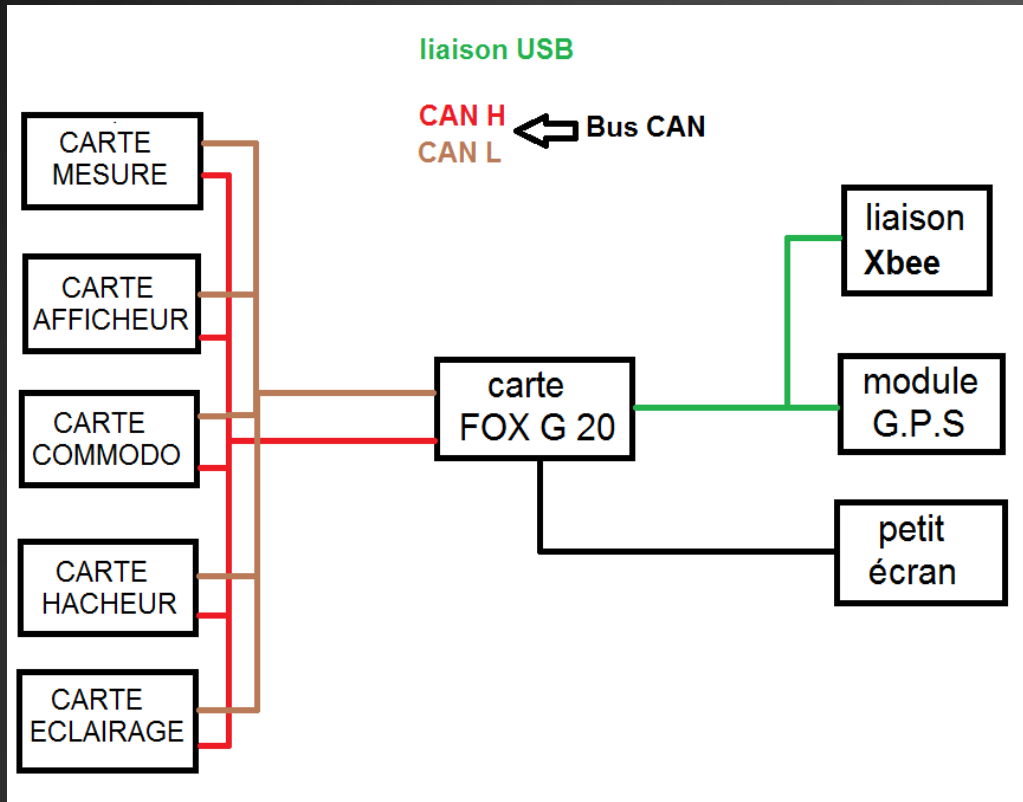 liaison USB
CAN H
CAN L
Bus CAN
CARTE
MESURE
CARTE
AFFICHEUR
CARTE
COMMODO
CARTE
HACHEUR
CARTE
ECLAIRAGE
carte
FOX G 20
liaison
Xbee
module
G.P.S
petit
écran